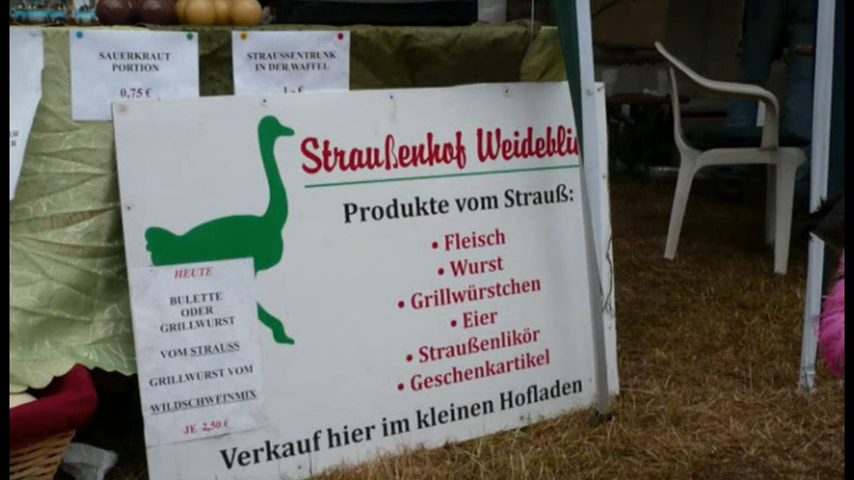 SAUERKRAUT
PORTION
0,75 €
STRAUSSENTRUNK
IN DER WAFFEL
1,- €
Straußenhof
Produkte vom Strauß:
• Fleisch
• Wurst
• Grillwürstchen
• Eier
• Straußenlikör
• Geschenkartikel
Verkauf hier im kleinen Hofladen
HEUTE
BULETTE
ODER
GRILLWURST
VOM STRAUSS
GRILLWURST VOM
WILDSCHWEINMIX
JE 2,50 €